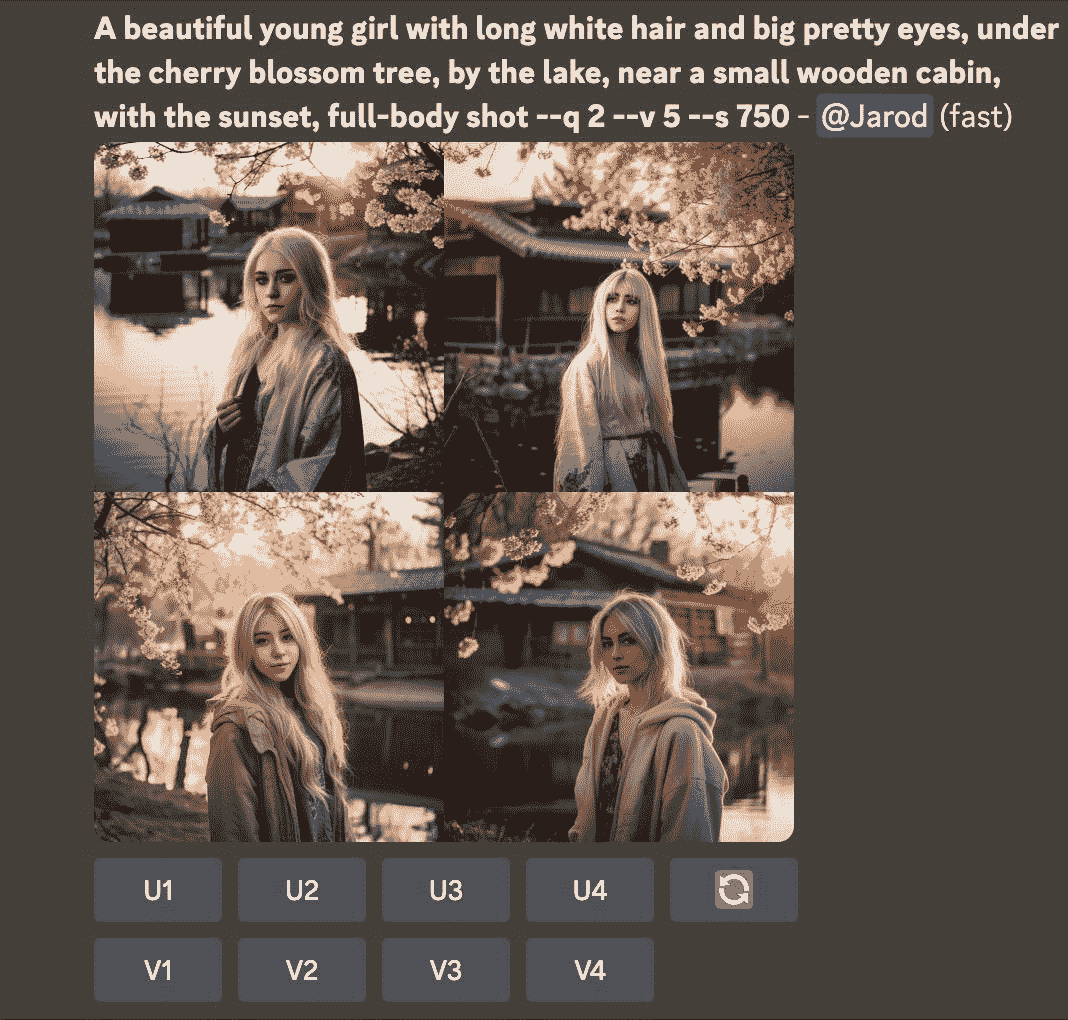 A beautiful young girl with long white hair and big pretty eyes, under
the cherry blossom tree, by the lake, near a small wooden cabin,
with the sunset, full-body shot --q 2 --v 5 --s 750 - @Jarod (fast)
U1 U2 U3 U4
V1 V2 V3 V4